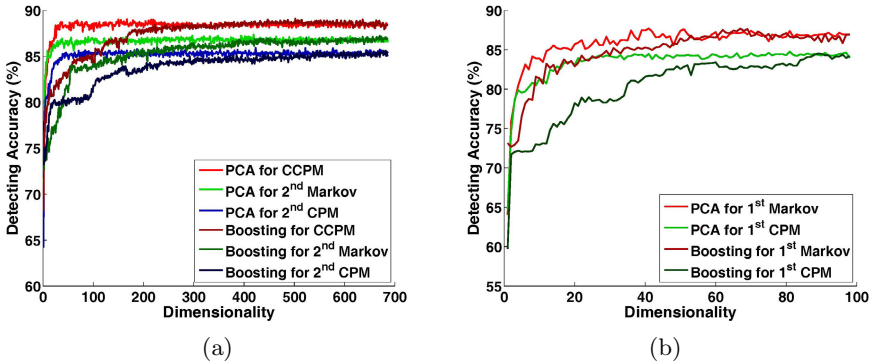 Detecting Accuracy (%)
90
85
80
75
70
65
60
0
100
200
300
400
500
600
700
Dimensionality
PCA for CCPM
PCA for 2nd Markov
PCA for 2nd CPM
Boosting for CCPM
Boosting for 2nd Markov
Boosting for 2nd CPM
(a)
Detecting Accuracy (%)
90
85
80
75
70
65
60
55
0
20
40
60
80
100
Dimensionality
PCA for 1st Markov
PCA for 1st CPM
Boosting for 1st Markov
Boosting for 1st CPM
(b)